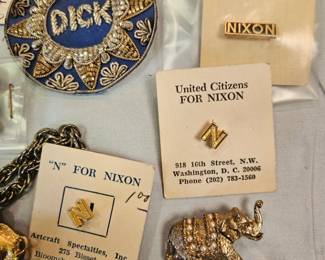 DICK
NIXON
United Citizens
FOR NIXON
N
918 16th Street, N.W.
Washington, D. C. 20006
Phone (202) 783-1560
"N" FOR NIXON
N
Artcraft Specialties, Inc.
275